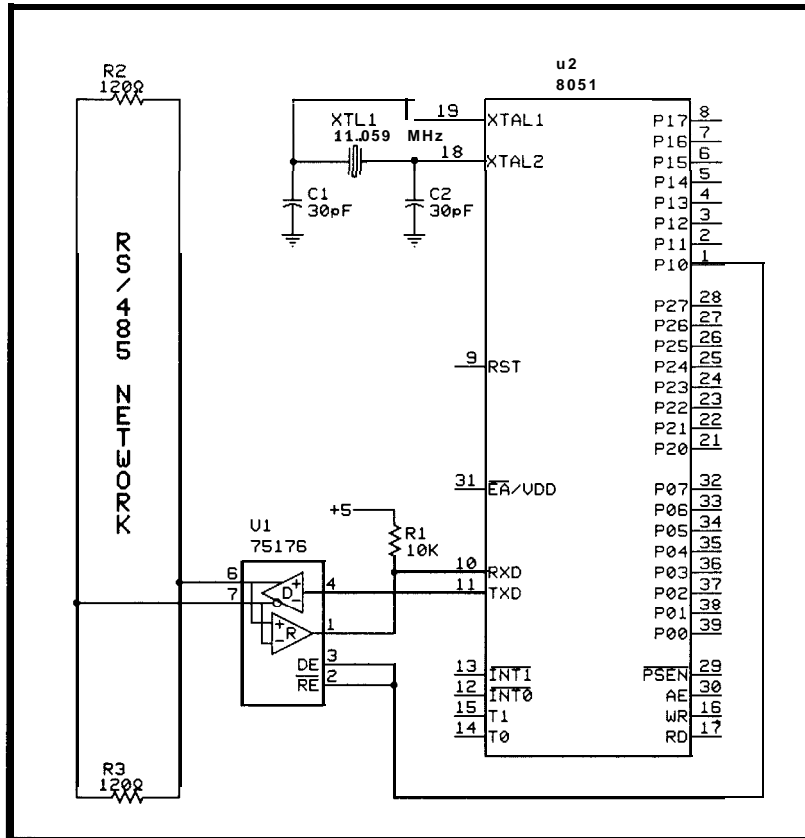 R2
120Ω
RS/485 NETWORK
R3
120Ω
XTL1
11.059 MHz
C1
30pF
C2
30pF
u2
8051
19 XTAL1
18 XTAL2
9 RST
31 EA/VDD
10 RXD
11 TXD
13 INT1
12 INT0
15 T1
14 T0
P17 8
P16 7
P15 6
P14 5
P13 4
P12 3
P11 2
P10 1
P27 28
P26 27
P25 26
P24 25
P23 24
P22 23
P21 22
P20 21
P07 32
P06 33
P05 34
P04 35
P03 36
P02 37
P01 38
P00 39
PSEN 29
AE 30
WR 16
RD 17
+5
R1
10K
U1
75176
6
7
D + -
+ - R
4
1
DE 3
RE 2